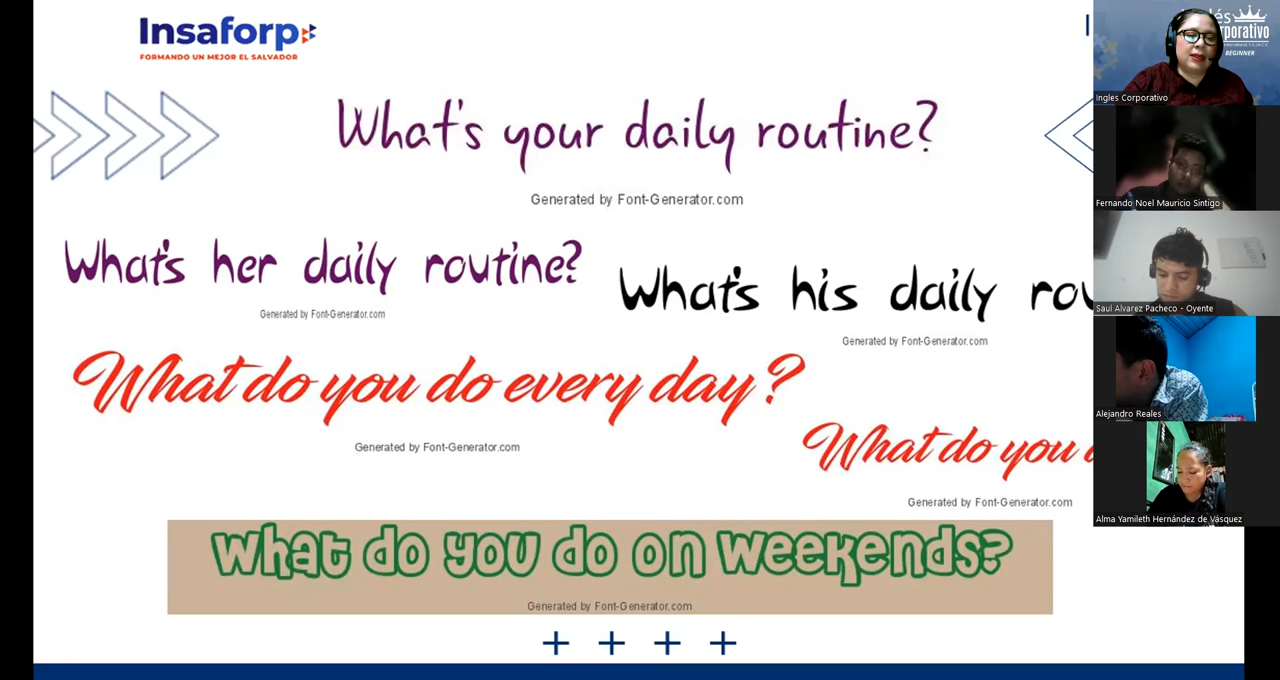 Insaforp
FORMANDO UN MEJOR EL SALVADOR
What's your daily routine?
Generated by Font-Generator.com
What's her daily routine?
Generated by Font-Generator.com
What's his daily
Generated by Font-Generator.com
What do you do every day?
Generated by Font-Generator.com
What do you
Generated by Font-Generator.com
What do you do on weekends?
Generated by Font-Generator.com
BEGINNER
Ingles Corporativo
Fernando Noel Mauricio Sintigo
Saul Alvarez Pacheco - Oyente
Alejandro Reales
Alma Yamileth Hernández de Vásquez